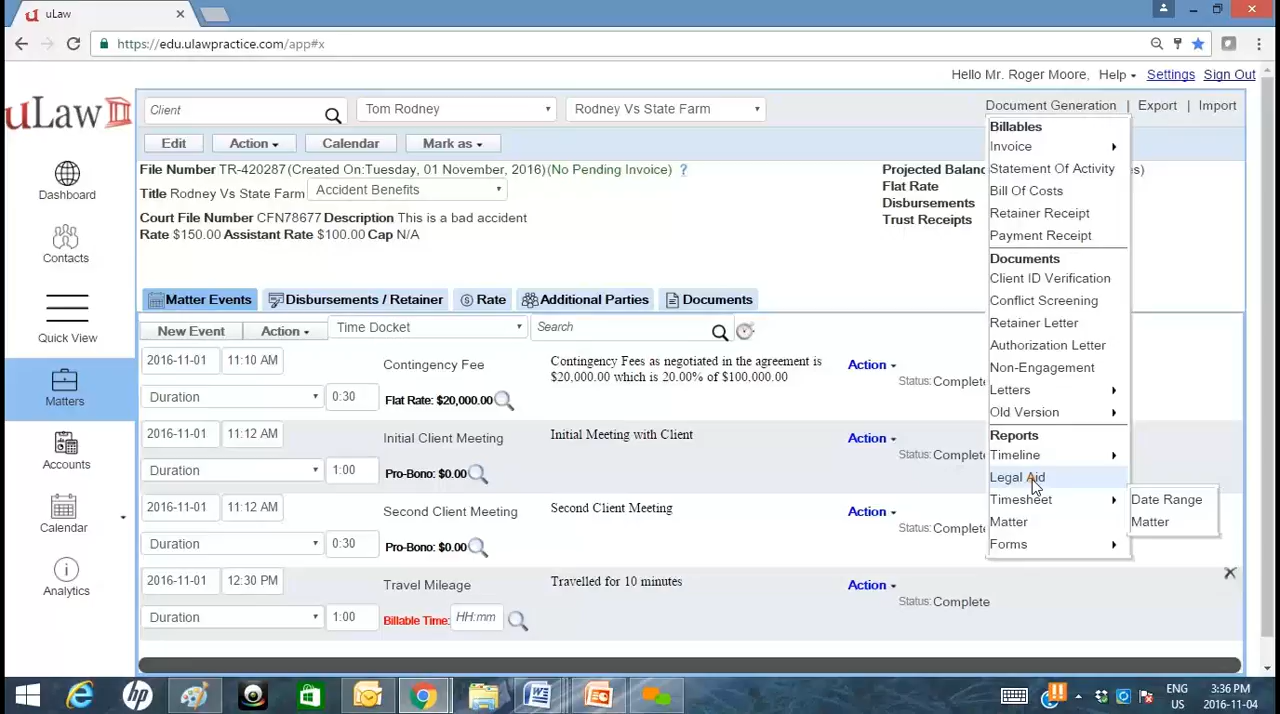 uLaw
https://edu.ulawpractice.com/app#x
Hello Mr. Roger Moore, Help Settings Sign Out
uLaw
Client Tom Rodney Rodney Vs State Farm Document Generation | Export | Import
Edit Action Calendar Mark as
File Number TR-420287 (Created On:Tuesday, 01 November, 2016) (No Pending Invoice) ?
Title Rodney Vs State Farm Accident Benefits
Court File Number CFN78677 Description This is a bad accident
Rate $150.00 Assistant Rate $100.00 Cap N/A
Flat Rate
Disbursements
Trust Receipts
Dashboard
Contacts
Quick View
Matters
Accounts
Calendar
Analytics
Matter Events Disbursements / Retainer Rate Additional Parties Documents
New Event Action Time Docket Search
2016-11-01 11:10 AM Contingency Fee Contingency Fees as negotiated in the agreement is
$20,000.00 which is 20.00% of $100,000.00
Action
Status: Complete
Duration 0:30 Flat Rate: $20,000.00
2016-11-01 11:12 AM Initial Client Meeting Initial Meeting with Client Action
Status: Complete
Duration 1:00 Pro-Bono: $0.00
2016-11-01 11:12 AM Second Client Meeting Second Client Meeting Action
Status: Complete
Duration 0:30 Pro-Bono: $0.00
2016-11-01 12:30 PM Travel Mileage Travelled for 10 minutes Action
Status: Complete
Duration 1:00 Billable Time: HH:mm
Billables
Invoice
Statement Of Activity
Bill Of Costs
Retainer Receipt
Payment Receipt
Documents
Client ID Verification
Conflict Screening
Retainer Letter
Authorization Letter
Non-Engagement
Letters
Old Version
Reports
Timeline
Legal Aid
Timesheet
Matter
Forms
Date Range
Matter
ENG
US
3:36 PM
2016-11-04